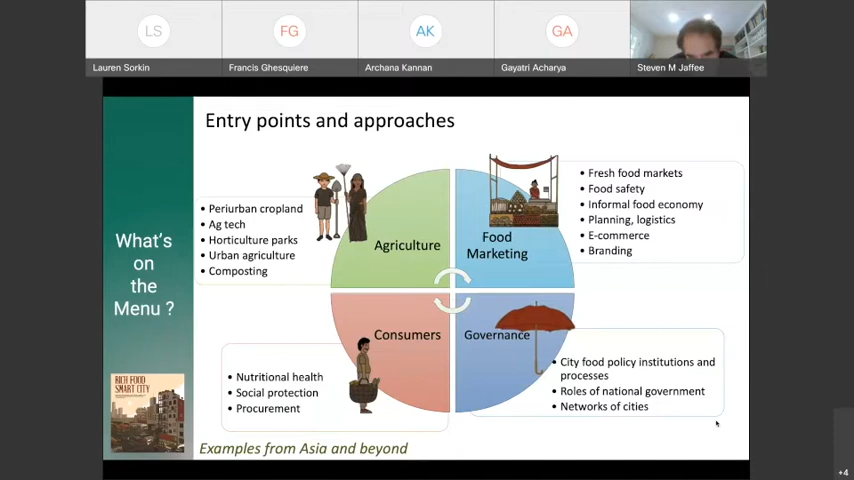 LS
FG
AK
GA
Lauren Sorkin
Francis Ghesquiere
Archana Kannan
Gayatri Acharya
Steven M Jaffee
Entry points and approaches
What's
on
the
Menu ?
RICH FOOD
SMART CITY
• Periurban cropland
• Ag tech
• Horticulture parks
• Urban agriculture
• Composting
Agriculture
Food
Marketing
• Fresh food markets
• Food safety
• Informal food economy
• Planning, logistics
• E-commerce
• Branding
Consumers
• Nutritional health
• Social protection
• Procurement
Governance
• City food policy institutions and
processes
• Roles of national government
• Networks of cities
Examples from Asia and beyond
+4